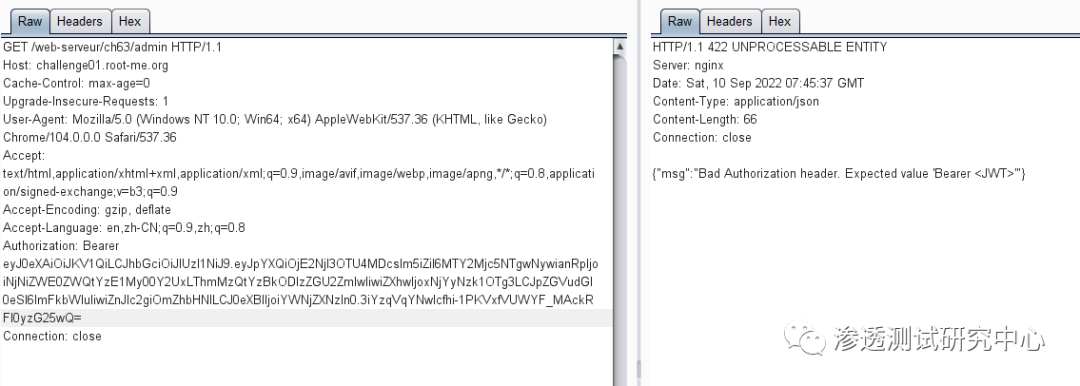 Raw Headers Hex
GET /web-serveur/ch63/admin HTTP/1.1
Host: challenge01.root-me.org
Cache-Control: max-age=0
Upgrade-Insecure-Requests: 1
User-Agent: Mozilla/5.0 (Windows NT 10.0; Win64; x64) AppleWebKit/537.36 (KHTML, like Gecko)
Chrome/104.0.0.0 Safari/537.36
Accept:
text/html,application/xhtml+xml,application/xml;q=0.9,image/avif,image/webp,image/apng,*/*;q=0.8,applicati
on/signed-exchange;v=b3;q=0.9
Accept-Encoding: gzip, deflate
Accept-Language: en,zh-CN;q=0.9,zh;q=0.8
Authorization: Bearer
FI0yzG25wQ=
Connection: close
Raw Headers Hex
HTTP/1.1 422 UNPROCESSABLE ENTITY
Server: nginx
Date: Sat, 10 Sep 2022 07:45:37 GMT
Content-Type: application/json
Content-Length: 66
Connection: close
{"msg":"Bad Authorization header. Expected value 'Bearer <JWT>'"}
渗透测试研究中心